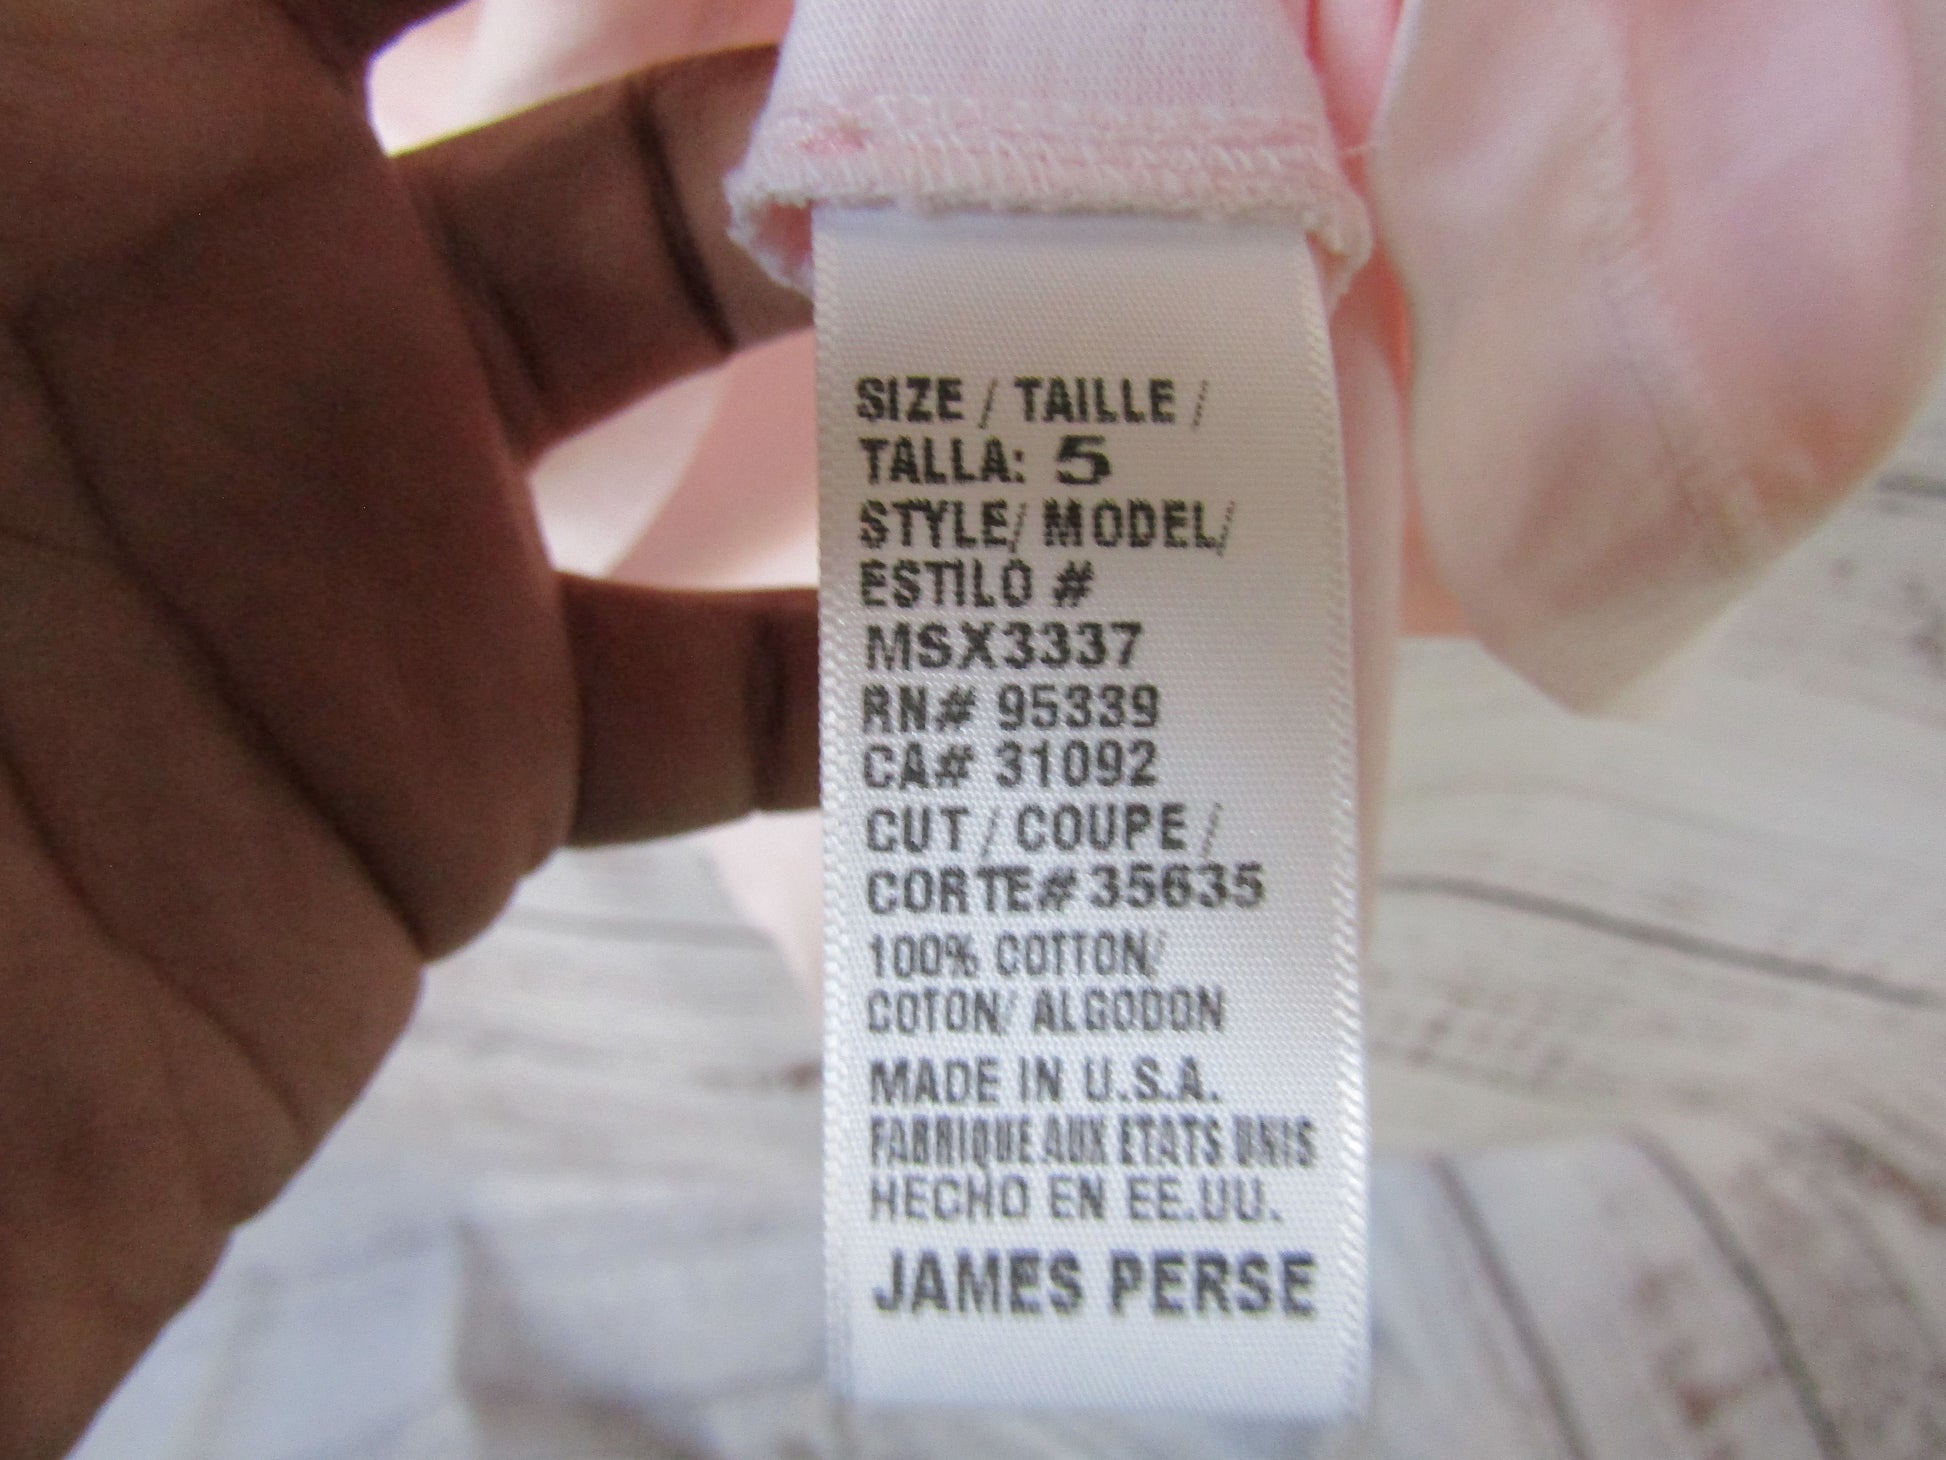 SIZE / TAILLE /
TALLA: 5
STYLE/ MODEL/
ESTILO #
MSX3337
RN# 95339
CA# 31092
CUT / COUPE /
CORTE# 35635
100% COTTON/
COTON/ ALGODON
MADE IN U.S.A.
FABRIQUE AUX ETATS UNIS
HECHO EN EE.UU.
JAMES PERSE